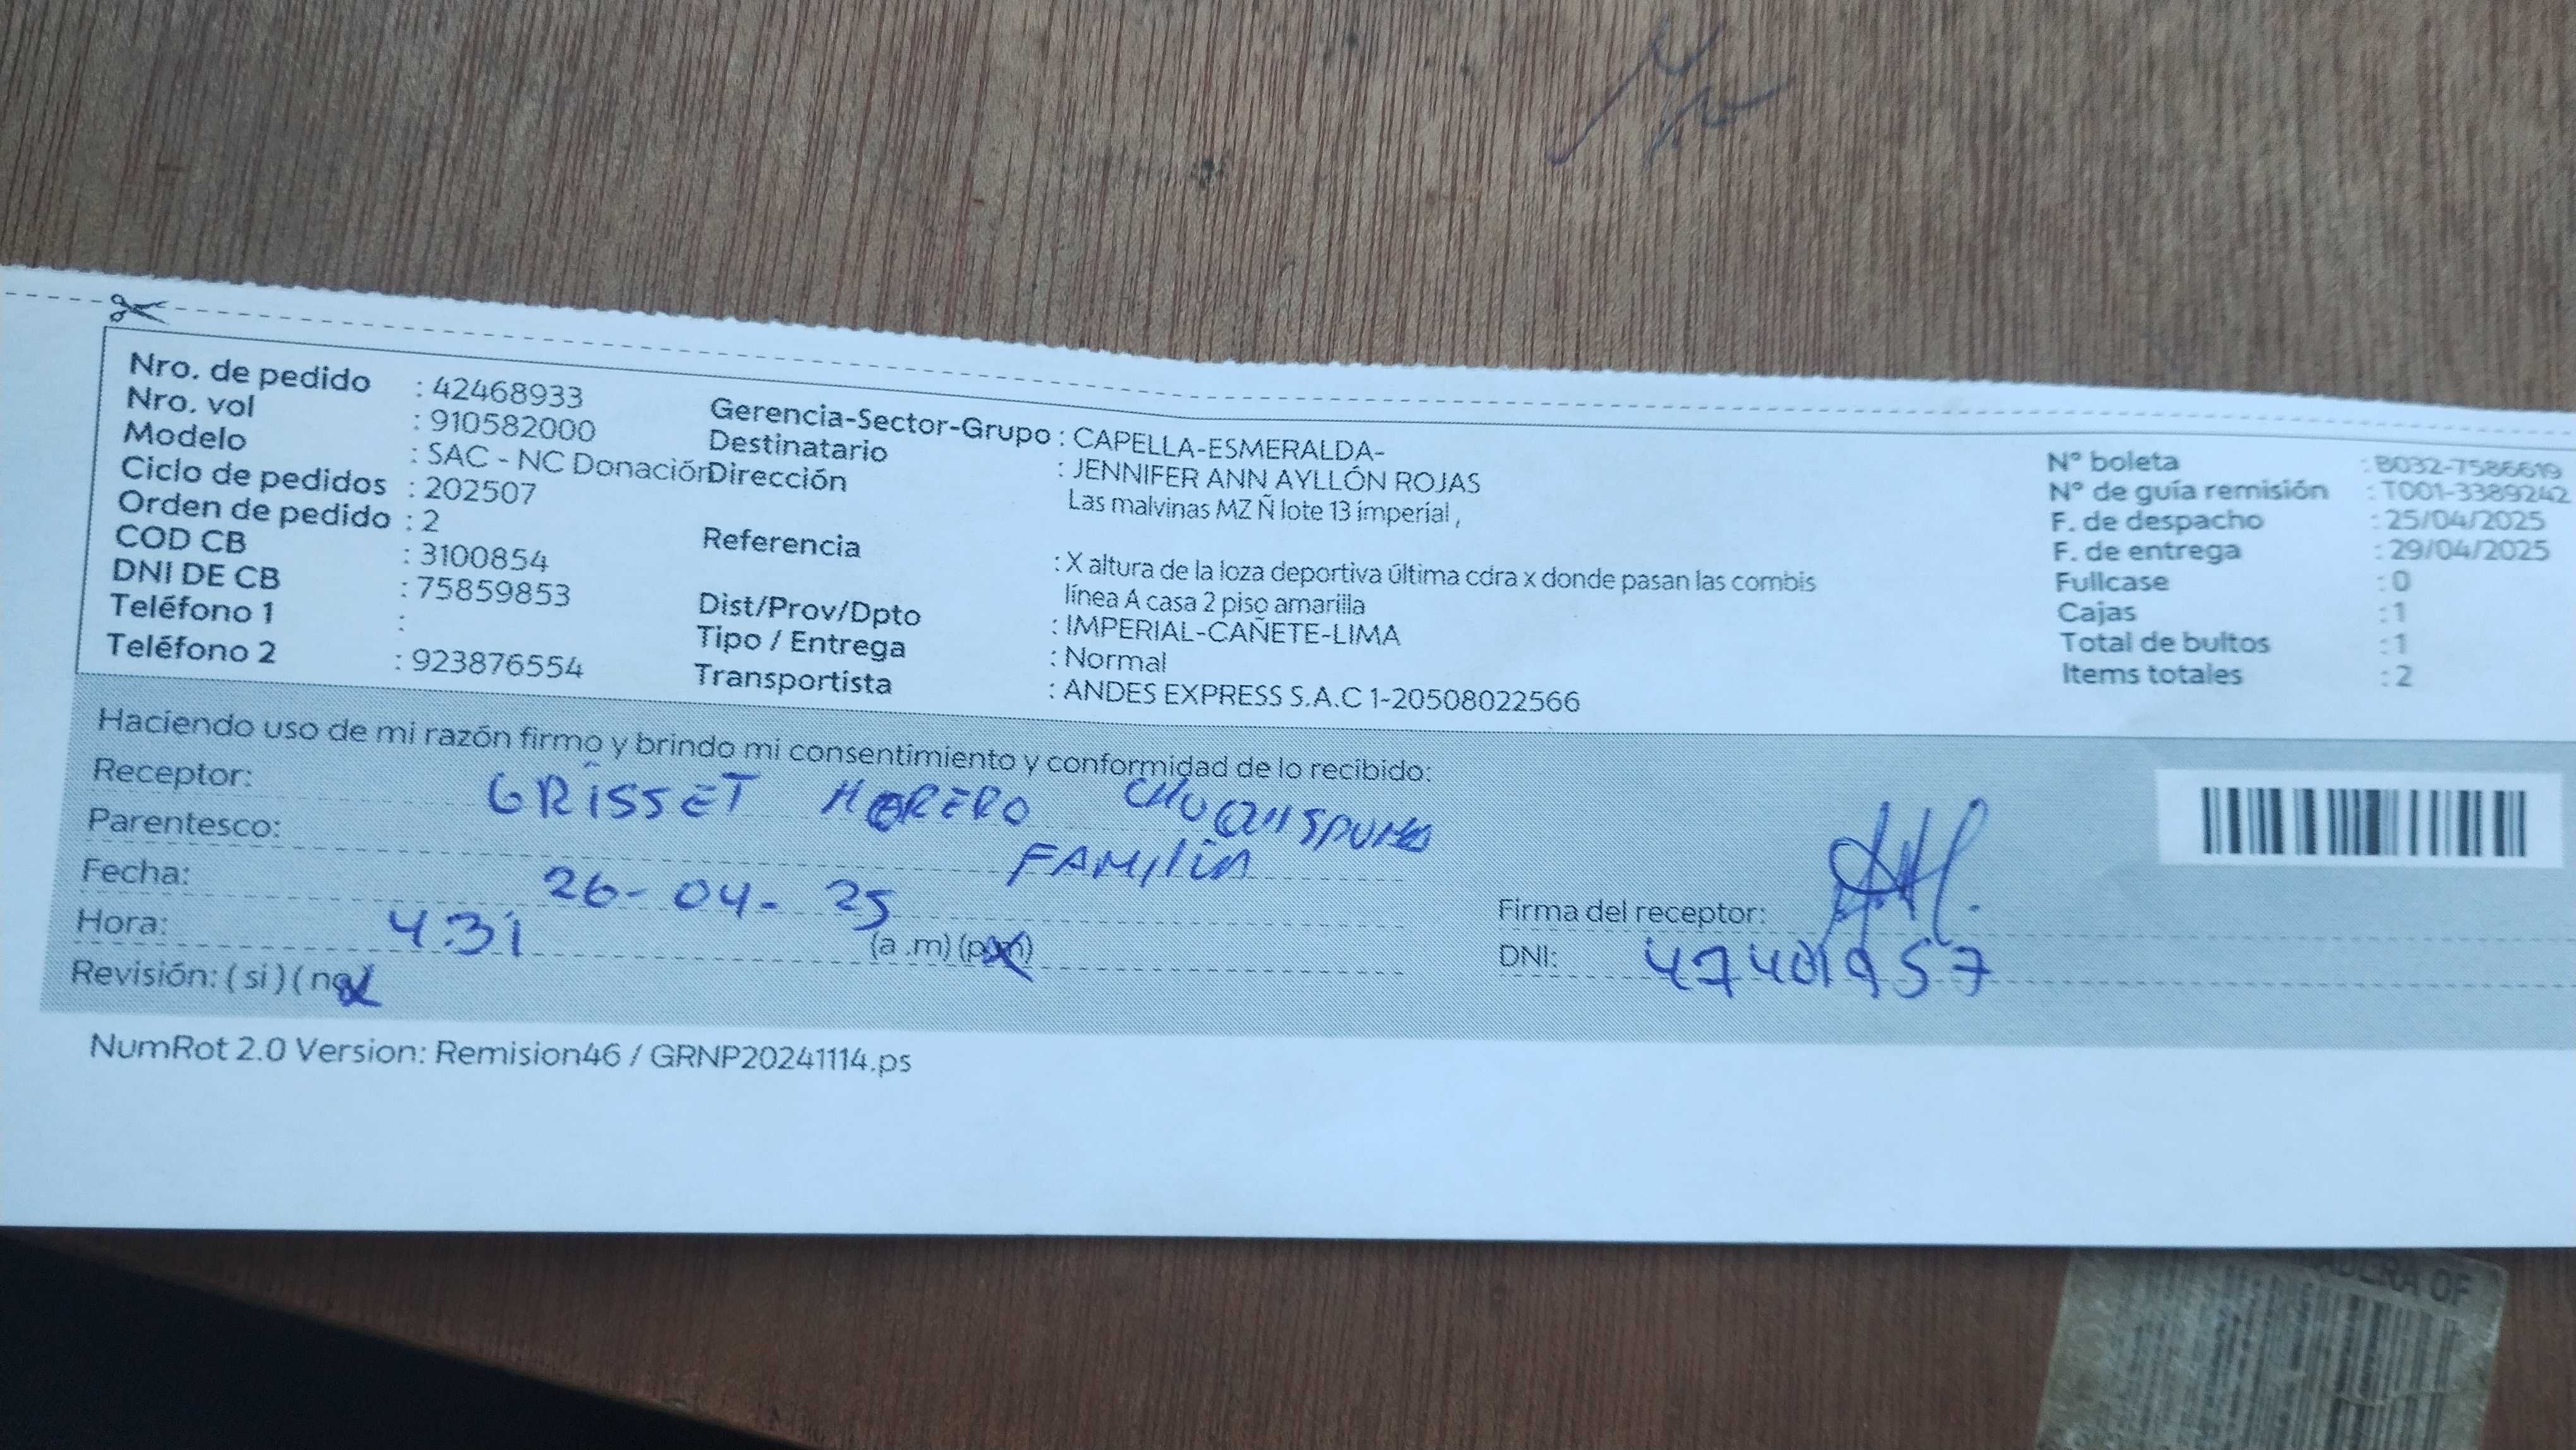 Nro. de pedido : 42468933
Nro. vol : 910582000
Modelo : SAC - NC Donación
Ciclo de pedidos : 202507
Orden de pedido : 2
COD CB : 3100854
DNI DE CB : 75859853
Teléfono 1 :
Teléfono 2 : 923876554
Gerencia-Sector-Grupo : CAPELLA-ESMERALDA-
Destinatario : JENNIFER ANN AYLLÓN ROJAS
Dirección Las malvinas MZ Ñ lote 13 imperial ,
Referencia : X altura de la loza deportiva última cdra x donde pasan las combis
línea A casa 2 piso amarilla
Dist/Prov/Dpto : IMPERIAL-CAÑETE-LIMA
Tipo / Entrega : Normal
Transportista : ANDES EXPRESS S.A.C 1-20508022566
N° boleta : B032-7586619
N° de guía remisión : T001-3389242
F. de despacho : 25/04/2025
F. de entrega : 29/04/2025
Fullcase : 0
Cajas : 1
Total de bultos : 1
Items totales : 2
Haciendo uso de mi razón firmo y brindo mi consentimiento y conformidad de lo recibido:
Receptor: GRISSET
Parentesco: FAMILIA
Fecha: 26-04-25
Hora: 4:31 (a .m) (p.m)
Revisión: ( si ) ( no )
Firma del receptor:
DNI: 47401957
NumRot 2.0 Version: Remision46 / GRNP20241114.ps
OF